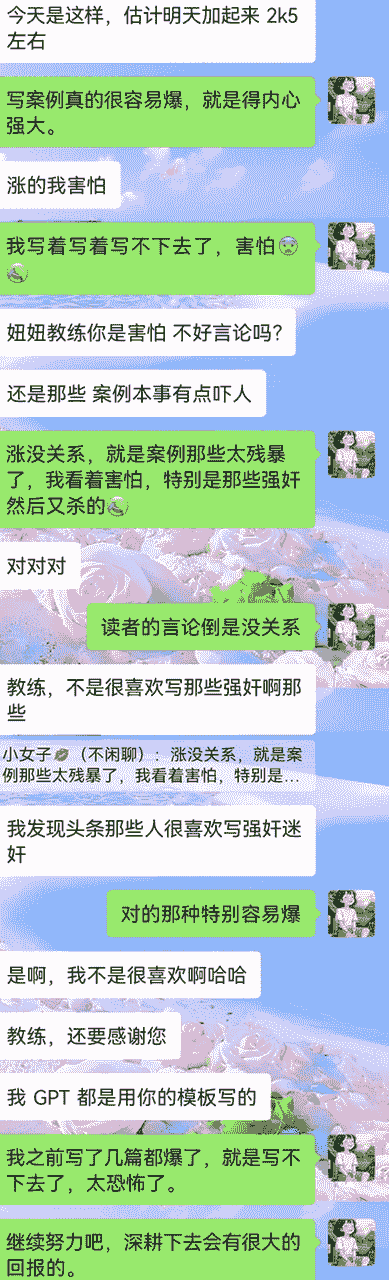 今天是这样，估计明天加起来 2k5
左右
写案例真的很容易爆，就是得内心
强大。
涨的我害怕
我写着写着写不下去了，害怕😨
妞妞教练你是害怕 不好言论吗？
还是那些 案例本事有点吓人
涨没关系，就是案例那些太残暴
了，我看着害怕，特别是那些强奸
然后又杀的
对对对
读者的言论倒是没关系
教练，不是很喜欢写那些强奸啊那
些
小女子💋（不闲聊）：涨没关系，就是案
例那些太残暴了，我看着害怕，特别是...
我发现头条那些人很喜欢写强奸迷
奸
对的那种特别容易爆
是啊，我不是很喜欢啊哈哈
教练，还要感谢您
我 GPT 都是用你的模板写的
我之前写了几篇都爆了，就是写不
下去了，太恐怖了。
继续努力吧，深耕下去会有很大的
回报的。